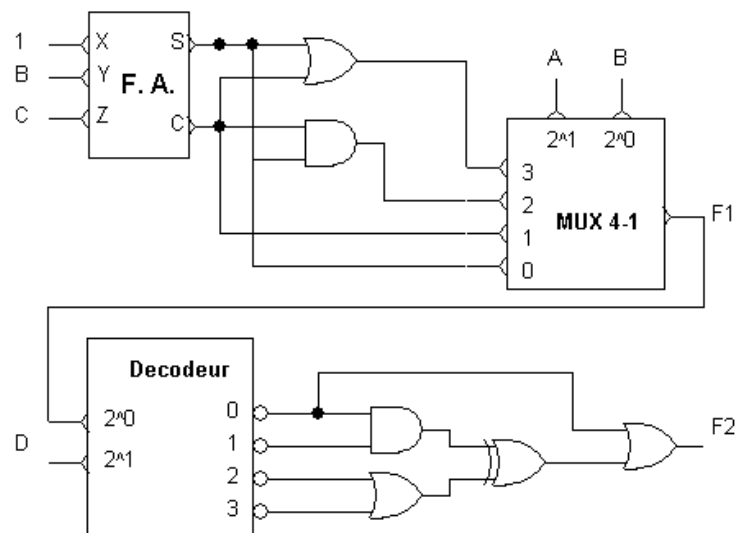 1 X S
B Y F. A.
C Z C
A B
2^1 2^0
3
2
1 MUX 4-1
0
F1
Decodeur
0
2^0
1
D 2^1
2
3
F2